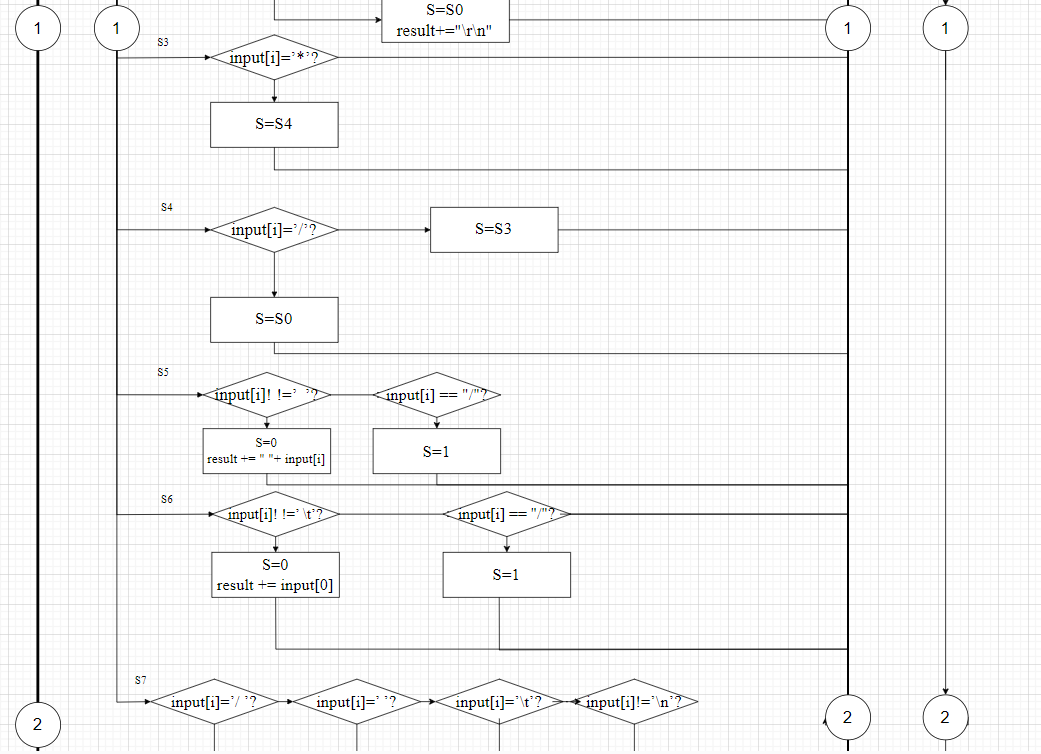 S=S0
result+="\r\n"
1
1
1
1
S3
input[i]='*'?
S=S4
S4
input[i]='/'?
S=S3
S=S0
S5
input[i]! !=' '?
input[i] == "/"?
S=0
result += " "+ input[i]
S=1
S6
input[i]! !=' \t'?
input[i] == "/"?
S=0
result += input[0]
S=1
S7
input[i]='/ '?
input[i]=' '?
input[i]='\t'?
input[i]!='\n'?
2
2
2